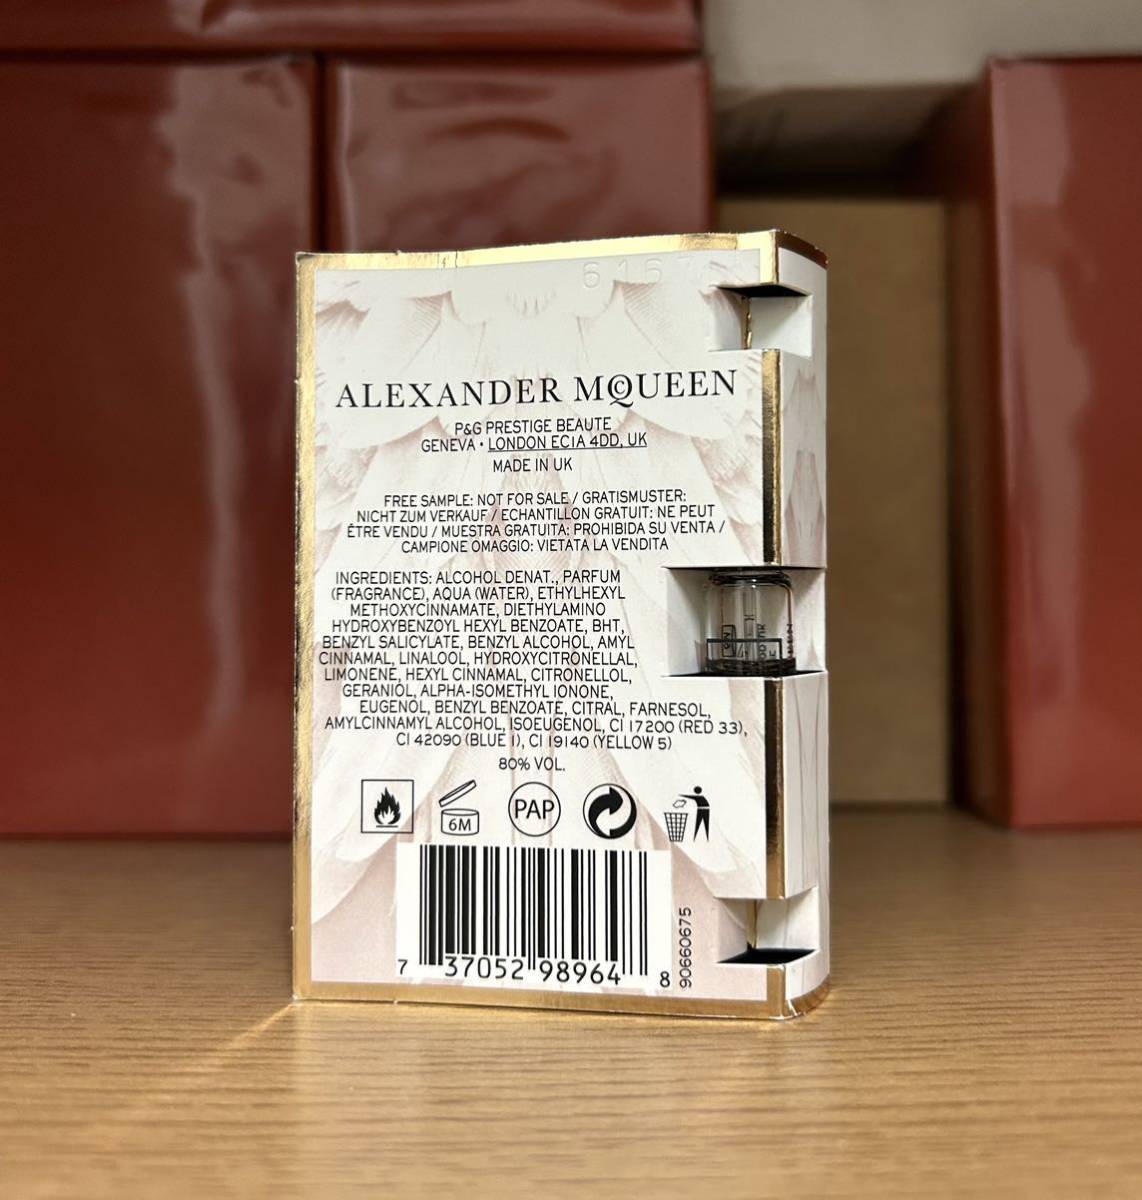 6167
ALEXANDER MCQUEEN
P&G PRESTIGE BEAUTE
GENEVA • LONDON EC1A 4DD, UK
MADE IN UK
FREE SAMPLE: NOT FOR SALE / GRATISMUSTER:
NICHT ZUM VERKAUF / ECHANTILLON GRATUIT: NE PEUT
ÊTRE VENDU / MUESTRA GRATUITA: PROHIBIDA SU VENTA /
CAMPIONE OMAGGIO: VIETATA LA VENDITA
INGREDIENTS: ALCOHOL DENAT., PARFUM
(FRAGRANCE), AQUA (WATER), ETHYLHEXYL
METHOXYCINNAMATE, DIETHYLAMINO
HYDROXYBENZOYL HEXYL BENZOATE, BHT,
BENZYL SALICYLATE, BENZYL ALCOHOL, AMYL
CINNAMAL, LINALOOL, HYDROXYCITRONELLAL,
LIMONENE, HEXYL CINNAMAL, CITRONELLOL,
GERANIOL, ALPHA-ISOMETHYL IONONE,
EUGENOL, BENZYL BENZOATE, CITRAL, FARNESOL,
AMYLCINNAMYL ALCOHOL, ISOEUGENOL, CI 17200 (RED 33),
CI 42090 (BLUE 1), CI 19140 (YELLOW 5)
80% VOL.
6M
PAP
7 37052 98964 8
90660675